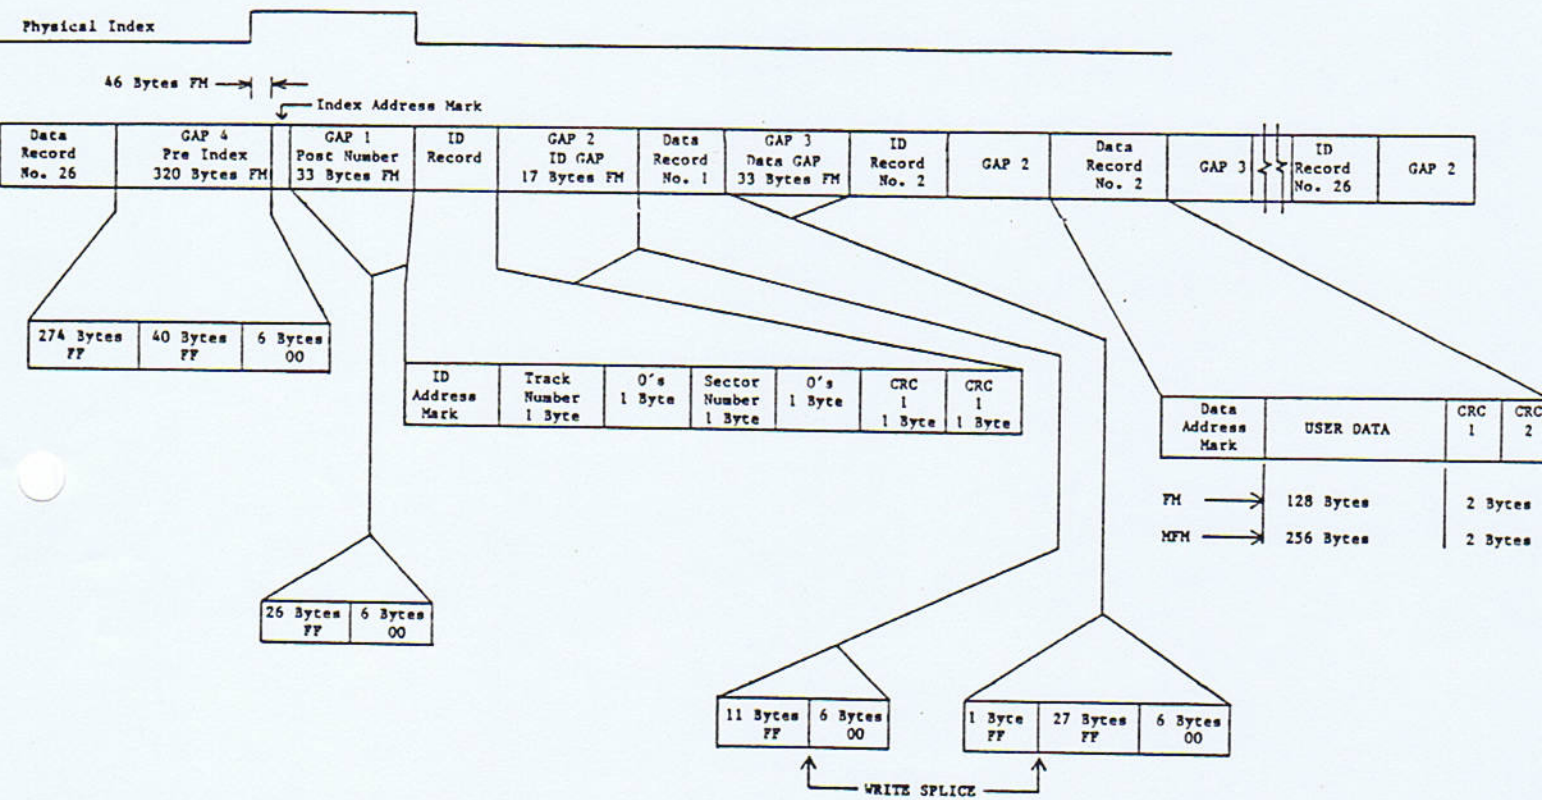 Physical Index
46 Bytes FM
Index Address Mark
Data
Record
No. 26
GAP 4
Pre Index
320 Bytes FM
GAP 1
Post Number
33 Bytes FM
ID
Record
GAP 2
ID GAP
17 Bytes FM
Data
Record
No. 1
GAP 3
Data GAP
33 Bytes FM
ID
Record
No. 2
GAP 2
Data
Record
No. 2
GAP 3
ID
Record
No. 26
GAP 2
274 Bytes
FF
40 Bytes
FF
6 Bytes
00
ID
Address
Mark
Track
Number
1 Byte
0's
1 Byte
Sector
Number
1 Byte
0's
1 Byte
CRC
1
1 Byte
CRC
1
1 Byte
Data
Address
Mark
USER DATA
CRC
1
CRC
2
FM
128 Bytes
2 Bytes
MFM
256 Bytes
2 Bytes
26 Bytes
FF
6 Bytes
00
11 Bytes
FF
6 Bytes
00
1 Byte
FF
27 Bytes
FF
6 Bytes
00
WRITE SPLICE